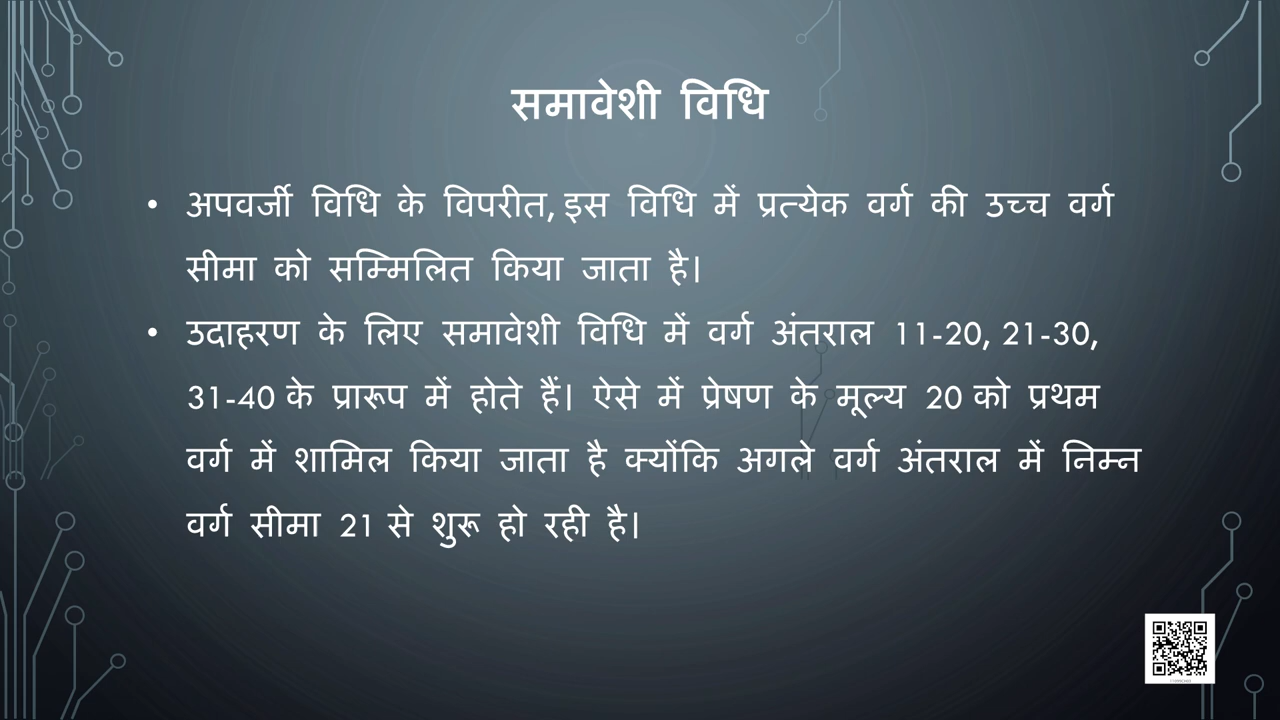 समावेशी विधि
• अपवर्जी विधि के विपरीत, इस विधि में प्रत्येक वर्ग की उच्च वर्ग
सीमा को सम्मिलित किया जाता है।
• उदाहरण के लिए समावेशी विधि में वर्ग अंतराल 11-20, 21-30,
31-40 के प्रारूप में होते हैं। ऐसे में प्रेषण के मूल्य 20 को प्रथम
वर्ग में शामिल किया जाता है क्योंकि अगले वर्ग अंतराल में निम्न
वर्ग सीमा 21 से शुरू हो रही है।